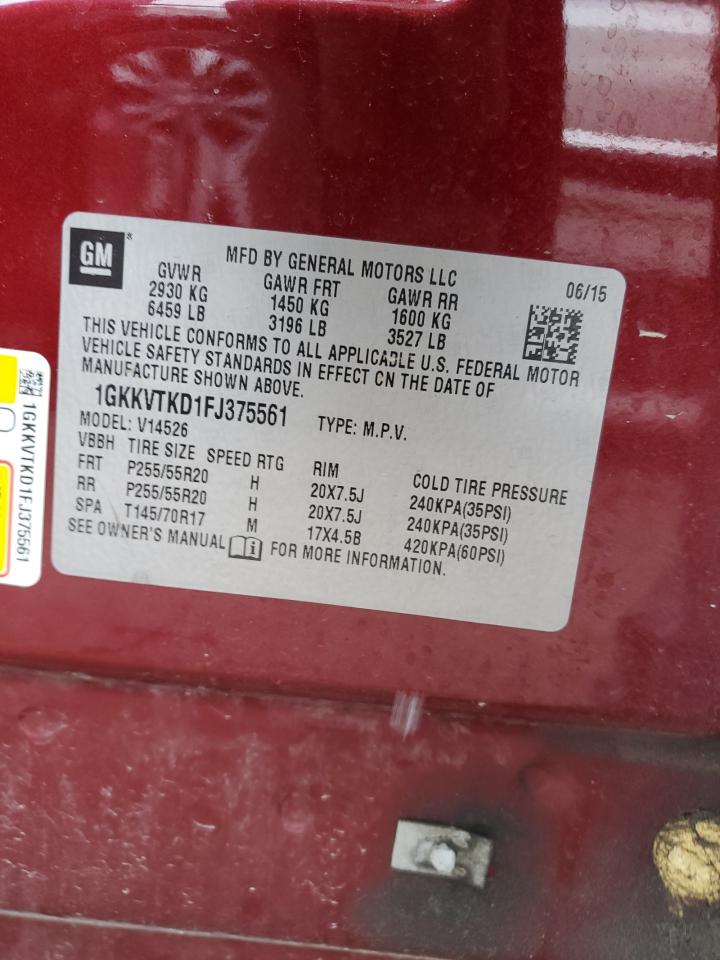 GM
MFD BY GENERAL MOTORS LLC
06/15
GVWR GAWR FRT GAWR RR
2930 KG 1450 KG 1600 KG
6459 LB 3196 LB 3527 LB
THIS VEHICLE CONFORMS TO ALL APPLICABLE U.S. FEDERAL MOTOR
VEHICLE SAFETY STANDARDS IN EFFECT ON THE DATE OF
MANUFACTURE SHOWN ABOVE.
1GKKVTKD1FJ375561 TYPE: M.P.V.
MODEL: V14526
VBBH TIRE SIZE SPEED RTG RIM COLD TIRE PRESSURE
FRT P255/55R20 H 20X7.5J 240KPA(35PSI)
RR P255/55R20 H 20X7.5J 240KPA(35PSI)
SPA T145/70R17 M 17X4.5B 420KPA(60PSI)
SEE OWNER'S MANUAL i FOR MORE INFORMATION.
1GKKVTKD1FJ375561